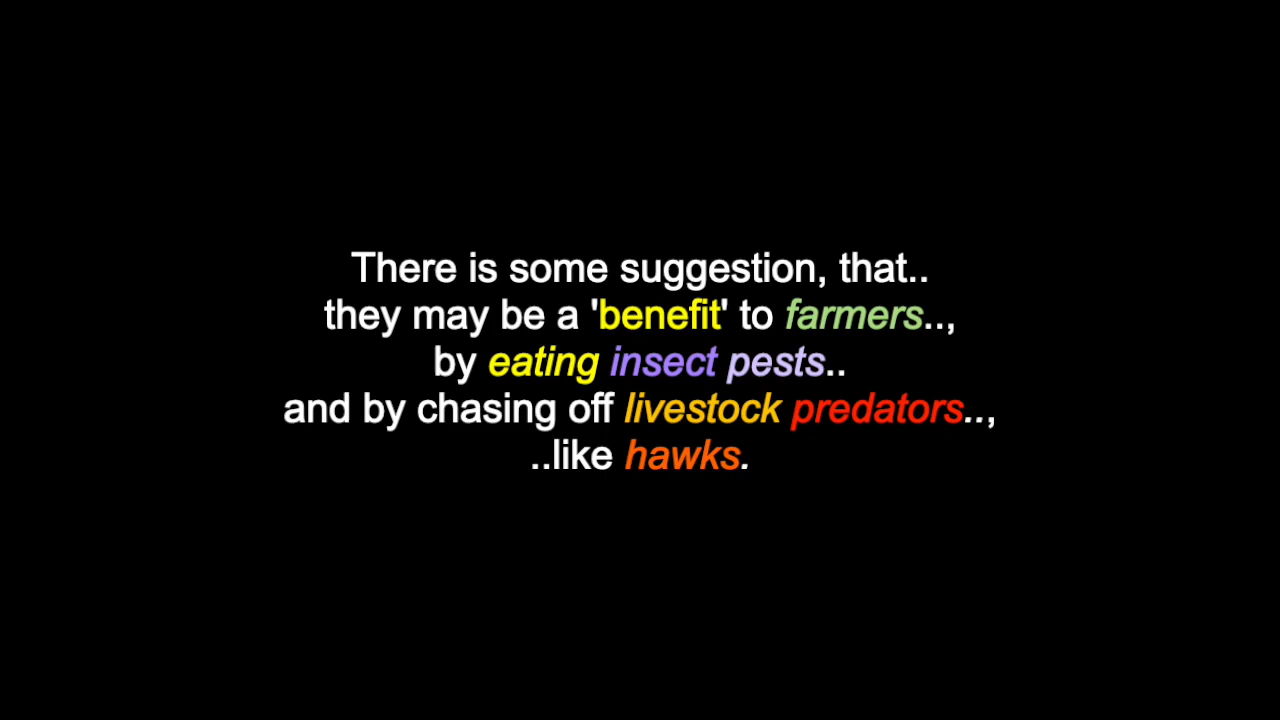 There is some suggestion, that..
they may be a 'benefit' to farmers..,
by eating insect pests..
and by chasing off livestock predators..,
..like hawks.